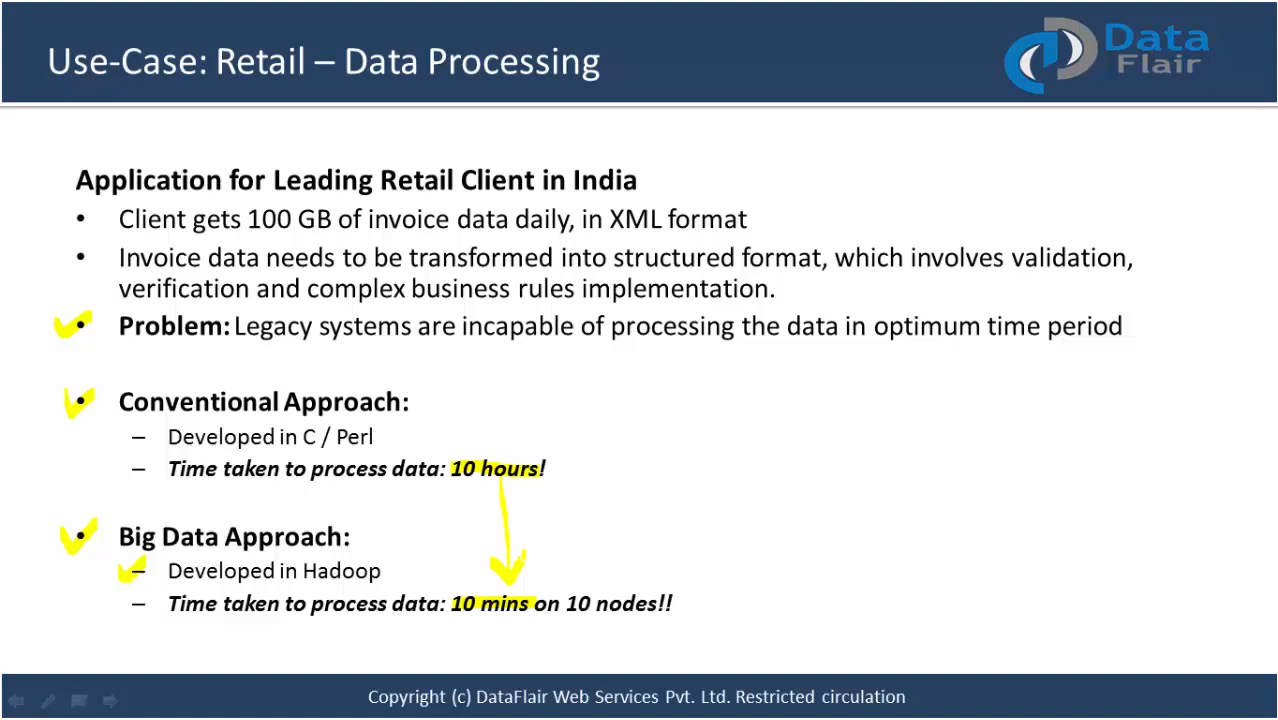 Use-Case: Retail – Data Processing
Data
Flair
Application for Leading Retail Client in India
• Client gets 100 GB of invoice data daily, in XML format
• Invoice data needs to be transformed into structured format, which involves validation,
verification and complex business rules implementation.
• Problem: Legacy systems are incapable of processing the data in optimum time period
• Conventional Approach:
– Developed in C / Perl
– Time taken to process data: 10 hours!
• Big Data Approach:
– Developed in Hadoop
– Time taken to process data: 10 mins on 10 nodes!!
Copyright (c) DataFlair Web Services Pvt. Ltd. Restricted circulation